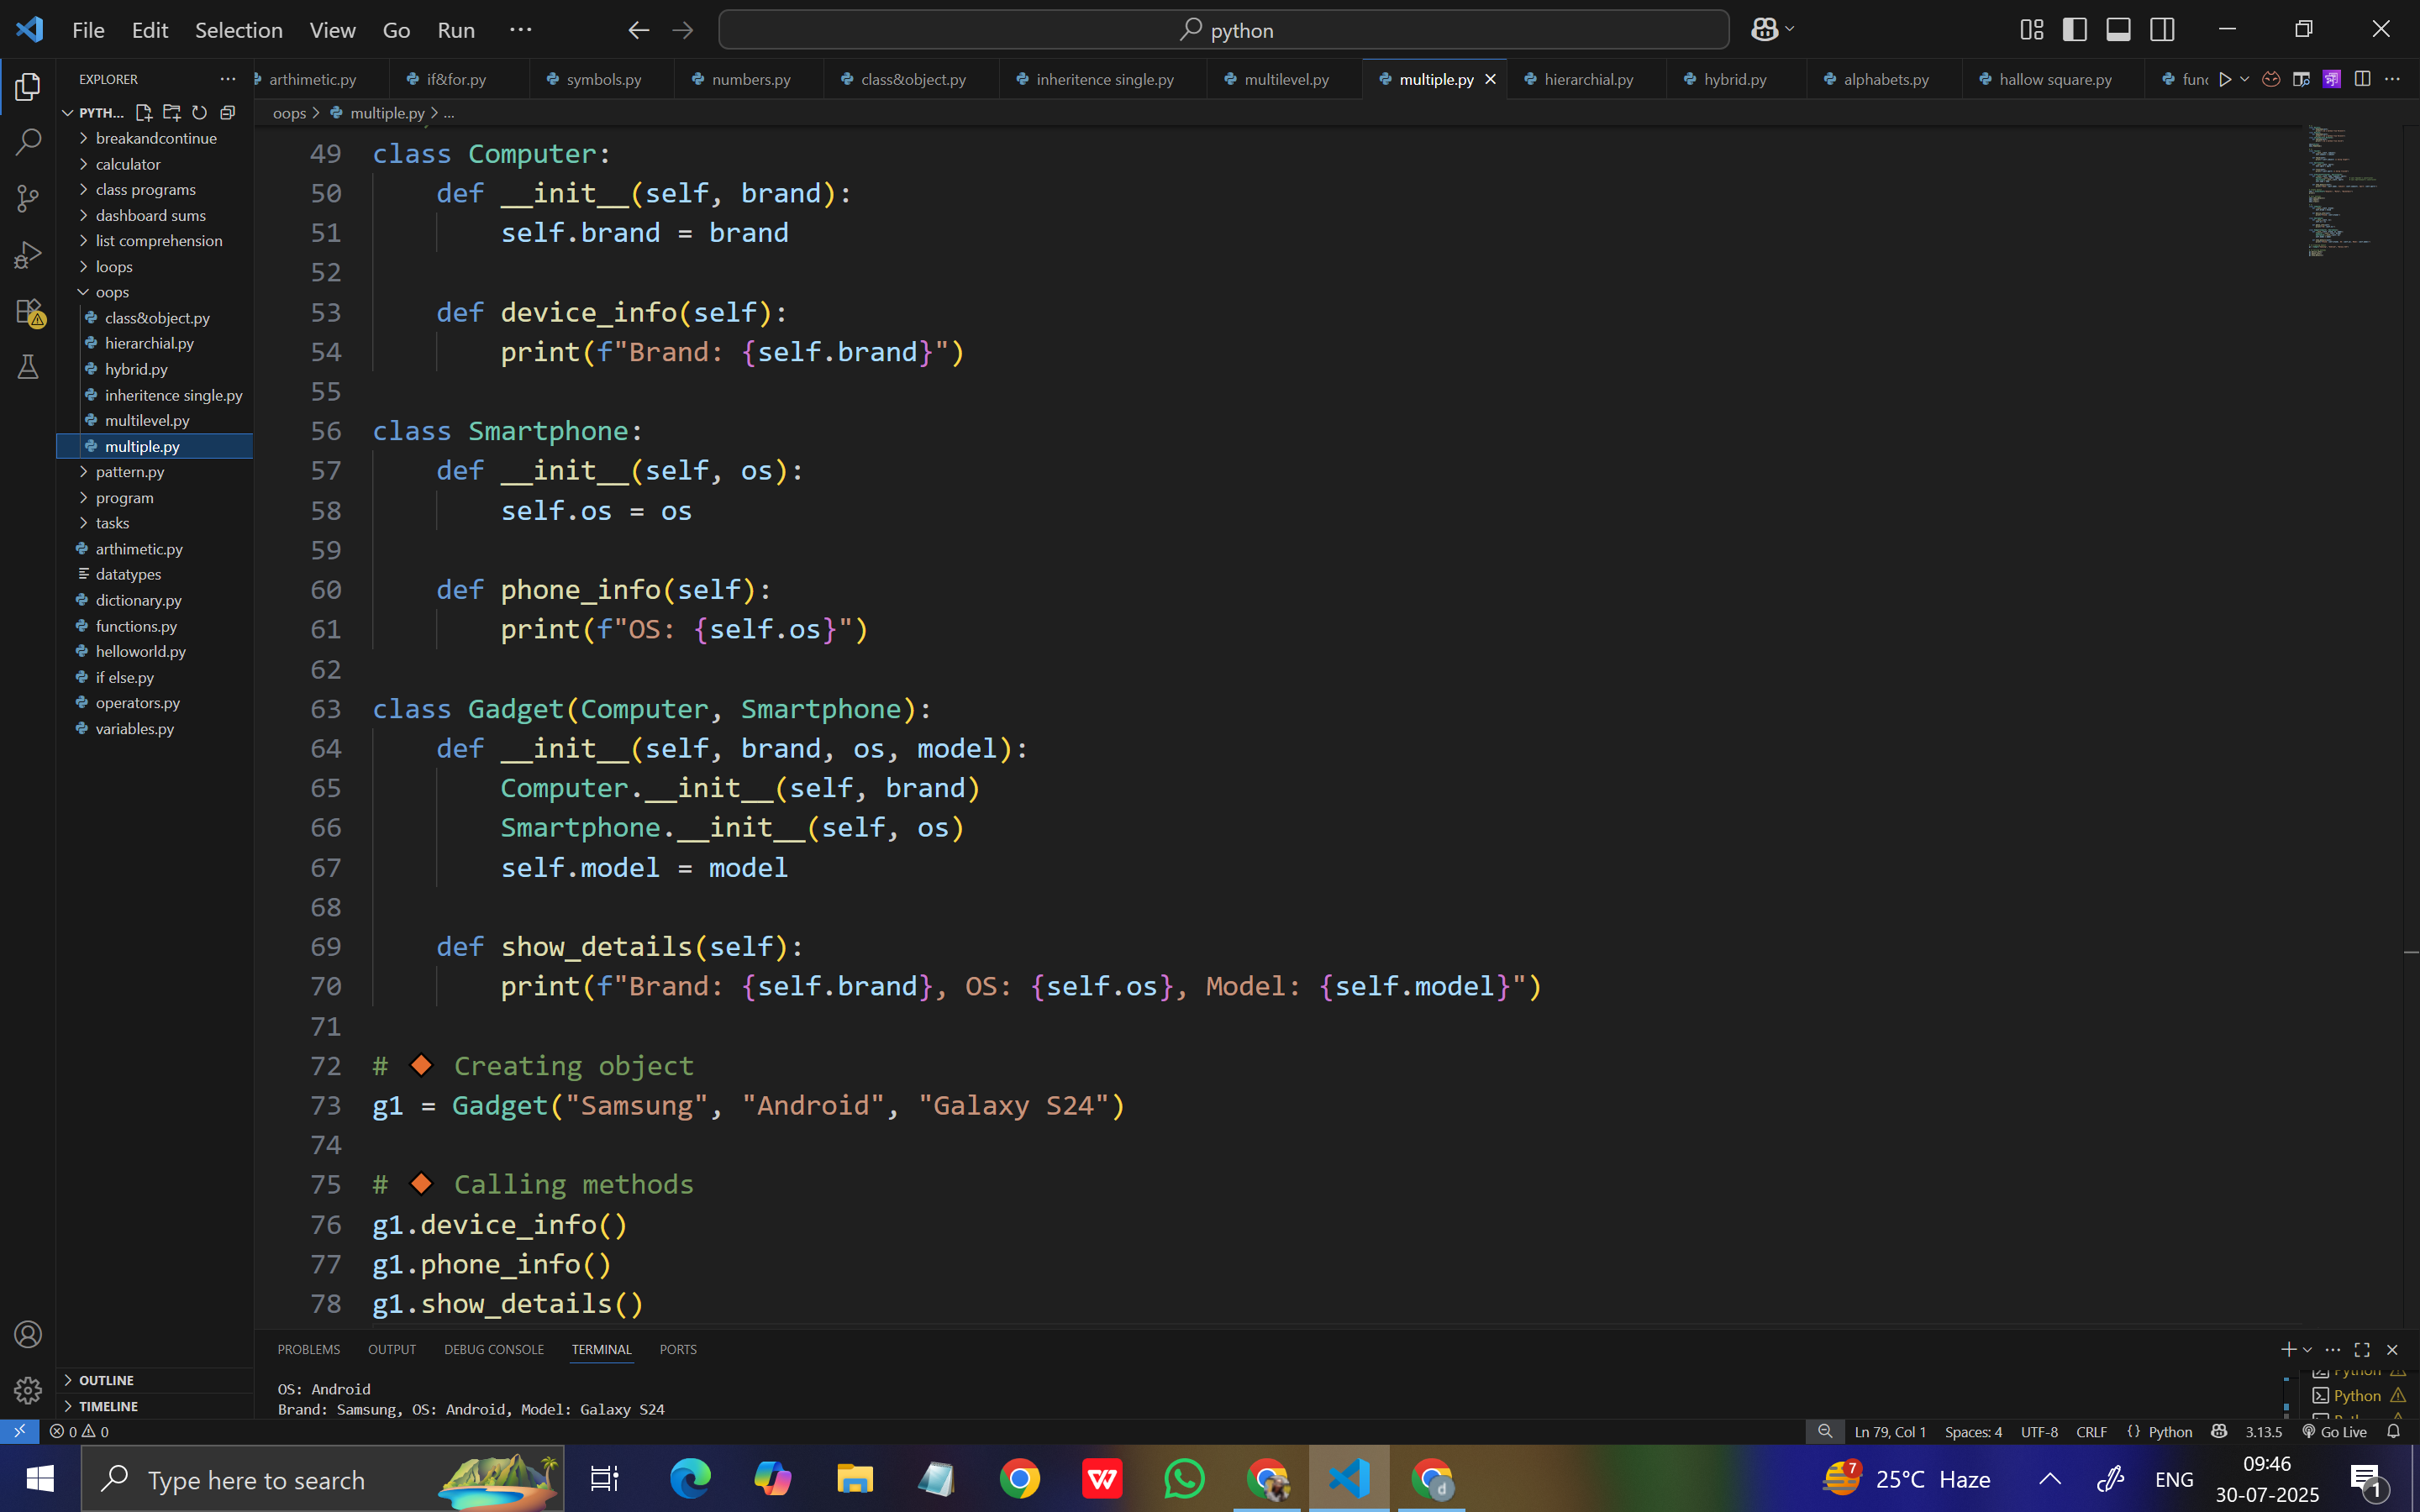 File Edit Selection View Go Run ··· python
EXPLORER ···
PYTH...
breakandcontinue
calculator
class programs
dashboard sums
list comprehension
loops
oops
class&object.py
hierarchial.py
hybrid.py
inheritence single.py
multilevel.py
multiple.py
pattern.py
program
tasks
arthimetic.py
datatypes
dictionary.py
functions.py
helloworld.py
if else.py
operators.py
variables.py
OUTLINE
TIMELINE
arthimetic.py if&for.py symbols.py numbers.py class&object.py inheritence single.py multilevel.py multiple.py hierarchial.py hybrid.py alphabets.py hallow square.py func
oops > multiple.py > ...
49 class Computer:
50     def __init__(self, brand):
51         self.brand = brand
52
53     def device_info(self):
54         print(f"Brand: {self.brand}")
55
56 class Smartphone:
57     def __init__(self, os):
58         self.os = os
59
60     def phone_info(self):
61         print(f"OS: {self.os}")
62
63 class Gadget(Computer, Smartphone):
64     def __init__(self, brand, os, model):
65         Computer.__init__(self, brand)
66         Smartphone.__init__(self, os)
67         self.model = model
68
69     def show_details(self):
70         print(f"Brand: {self.brand}, OS: {self.os}, Model: {self.model}")
71
72 # 🔸 Creating object
73 g1 = Gadget("Samsung", "Android", "Galaxy S24")
74
75 # 🔸 Calling methods
76 g1.device_info()
77 g1.phone_info()
78 g1.show_details()
PROBLEMS OUTPUT DEBUG CONSOLE TERMINAL PORTS
OS: Android
Brand: Samsung, OS: Android, Model: Galaxy S24
Python
Python
0 0 Ln 79, Col 1 Spaces: 4 UTF-8 CRLF {} Python 3.13.5 Go Live
Type here to search 7 25°C Haze ENG 09:46
30-07-2025 1